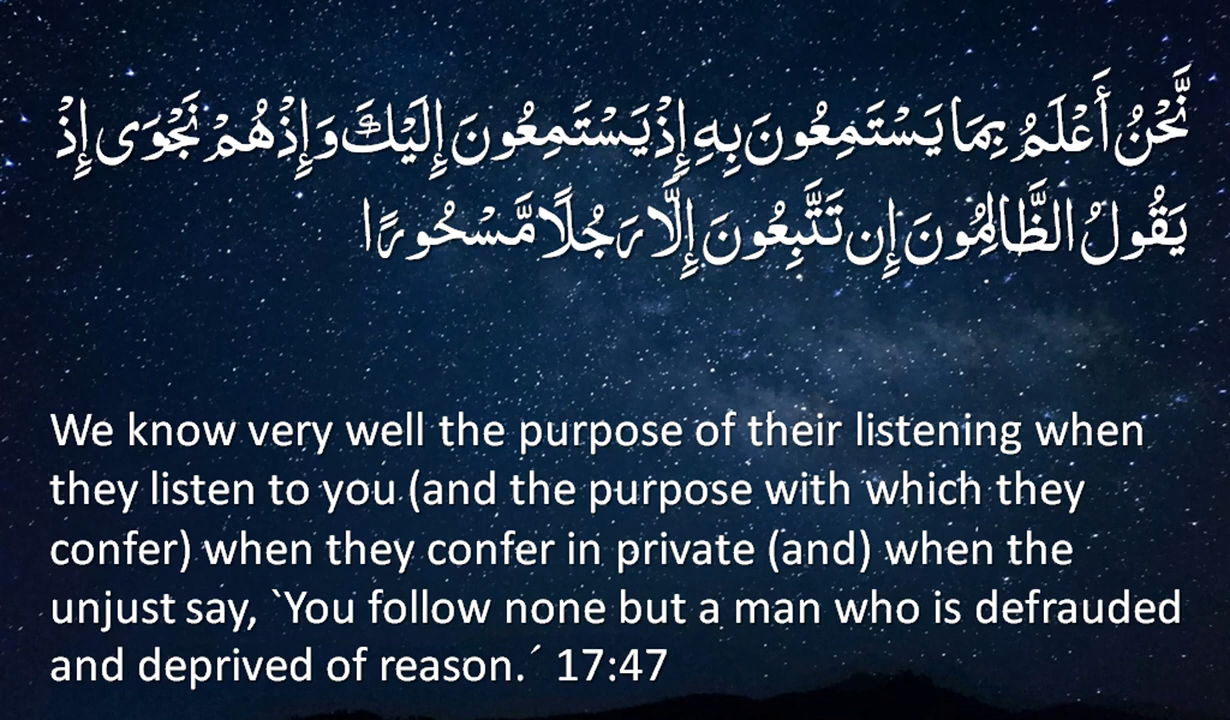 نَّحْنُ أَعْلَمُ بِمَا يَسْتَمِعُونَ بِهِ إِذْ يَسْتَمِعُونَ إِلَيْكَ وَإِذْ هُمْ نَجْوَى إِذْ
يَقُولُ الظَّالِمُونَ إِن تَتَّبِعُونَ إِلَّا رَجُلًا مَّسْحُورًا
We know very well the purpose of their listening when
they listen to you (and the purpose with which they
confer) when they confer in private (and) when the
unjust say, `You follow none but a man who is defrauded
and deprived of reason.´ 17:47